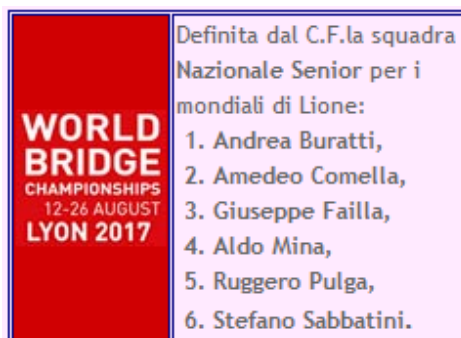 WORLD
BRIDGE
CHAMPIONSHIPS
12-26 AUGUST
LYON 2017
Definita dal C.F.la squadra
Nazionale Senior per i
mondiali di Lione:
1. Andrea Buratti,
2. Amedeo Comella,
3. Giuseppe Failla,
4. Aldo Mina,
5. Ruggero Pulga,
6. Stefano Sabbatini.